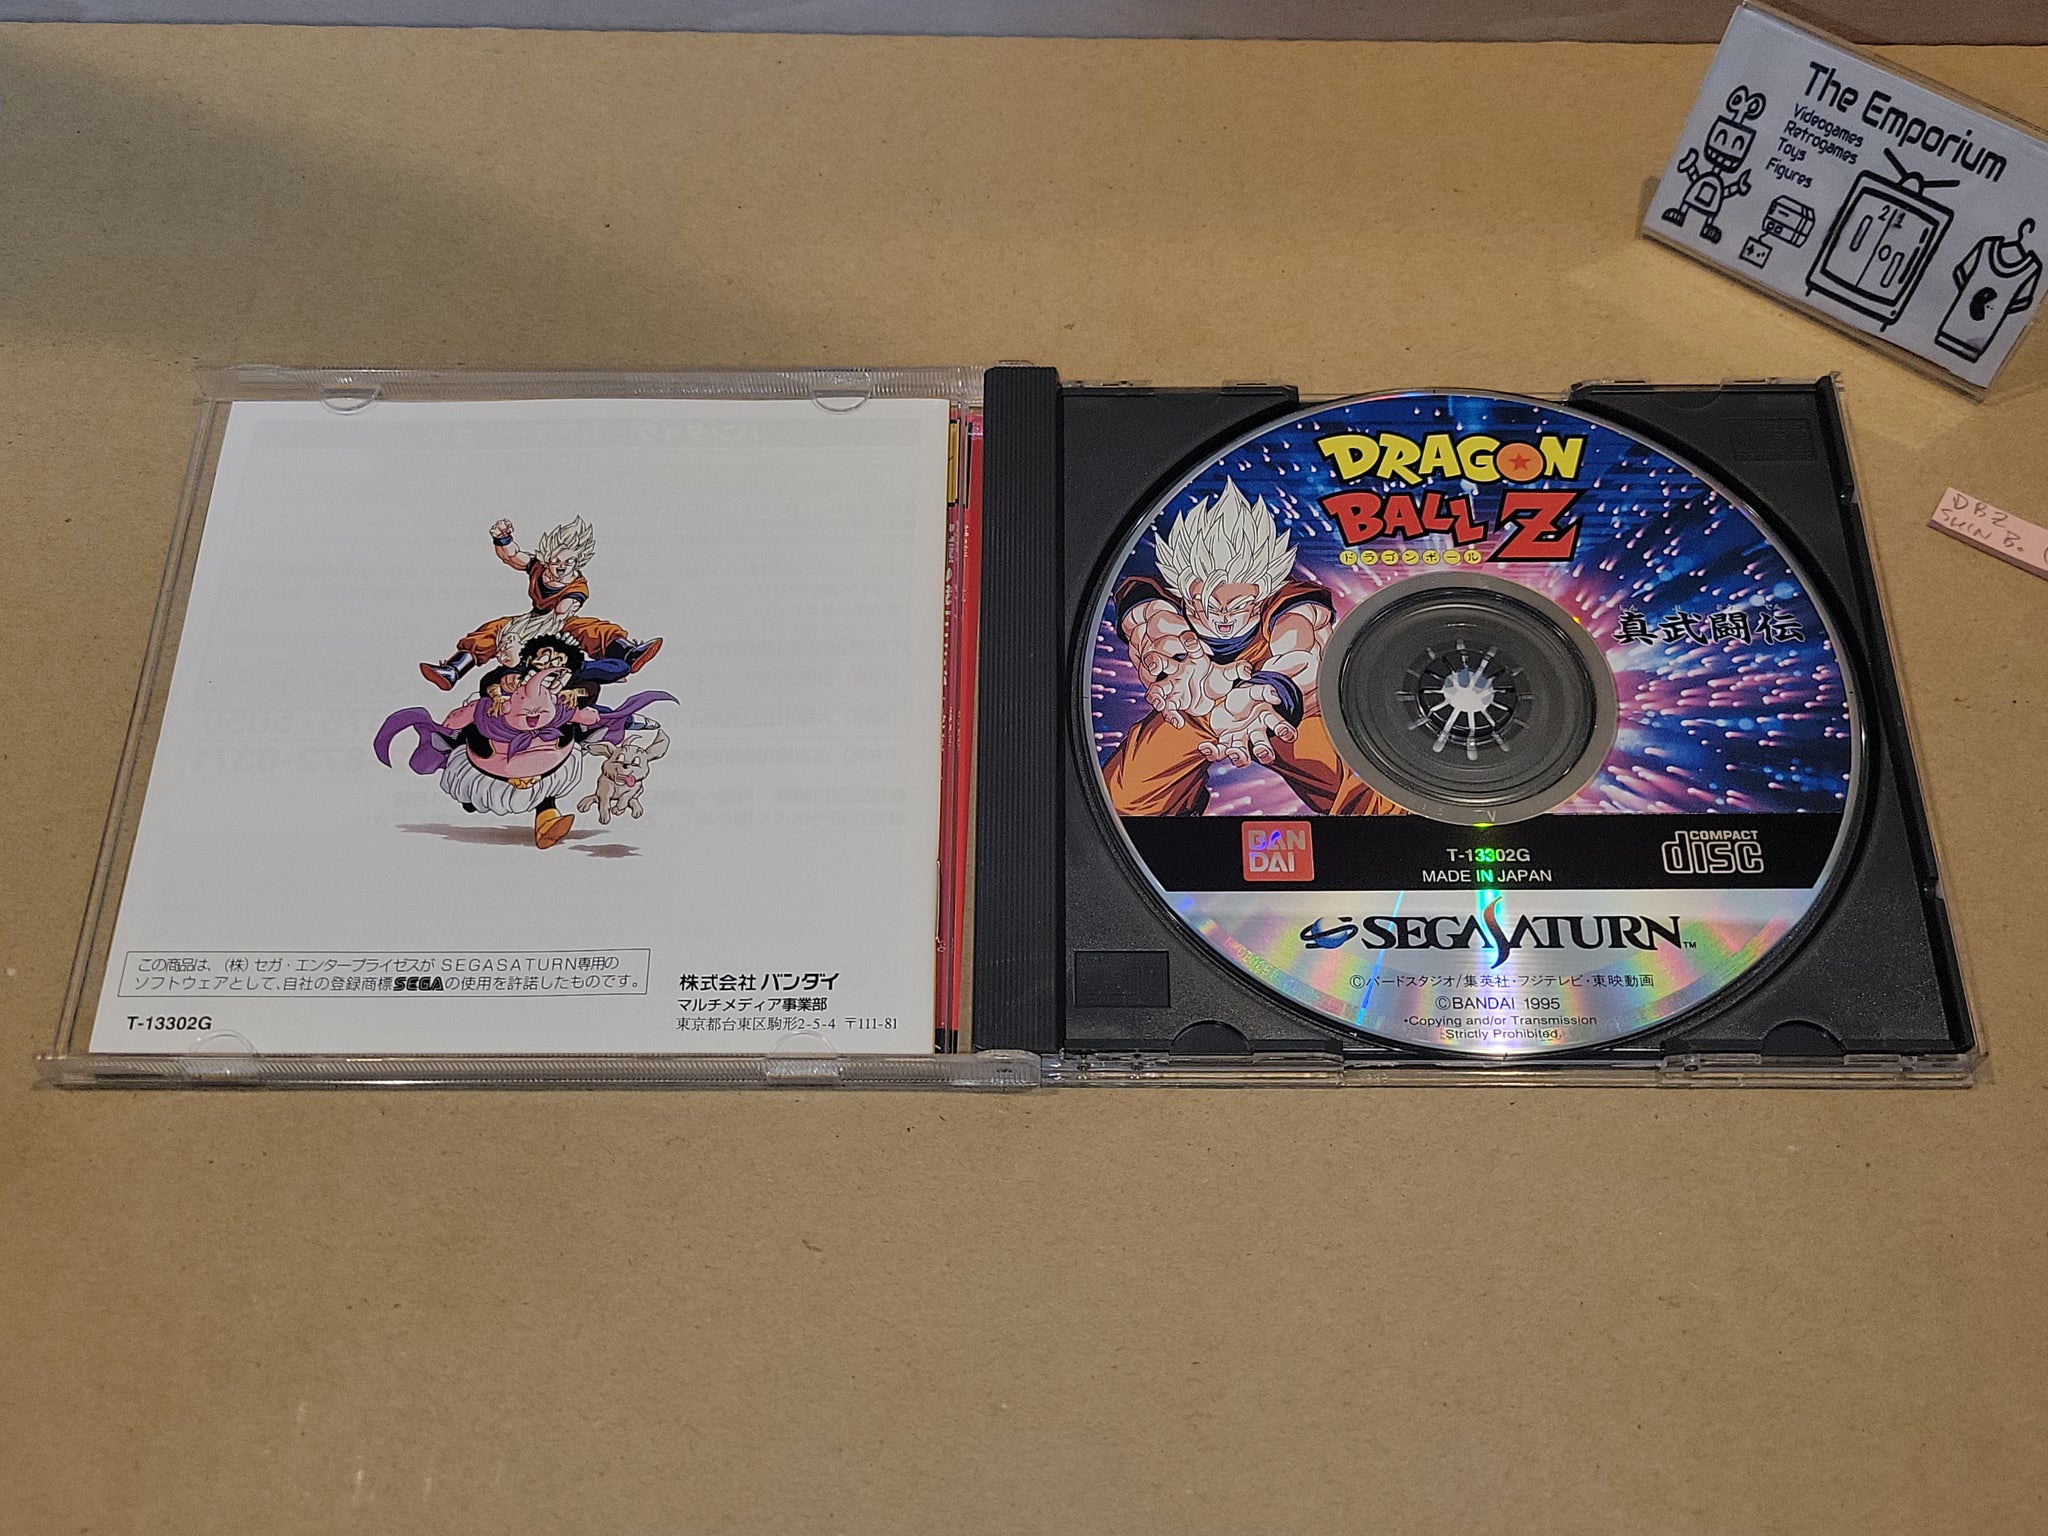 The Emporium
Videogames
Retrogames
Toys
Figures
DBZ
SHIN B.
この商品は、(株)セガ・エンタープライゼスがSEGASATURN専用の
ソフトウェアとして、自社の登録商標SEGAの使用を許諾したものです。
T-13302G
株式会社 バンダイ
マルチメディア事業部
東京都台東区駒形2-5-4 〒111-81
DRAGON
BALL Z
ドラゴンボール
真武闘伝
BAN
DAI
T-13302G
MADE IN JAPAN
COMPACT
disc
SEGA SATURN™
©バードスタジオ/集英社・フジテレビ・東映動画
©BANDAI 1995
•Copying and/or Transmission
Strictly Prohibited.